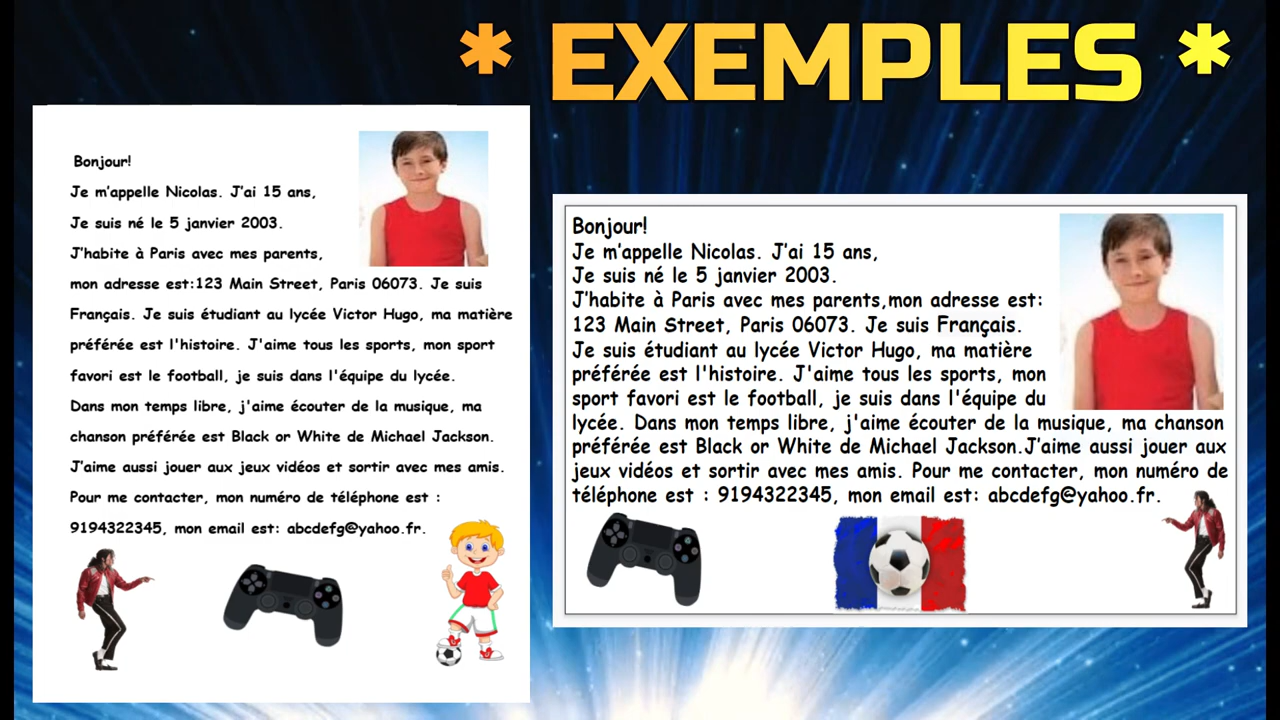 * EXEMPLES *
Bonjour!
Je m'appelle Nicolas. J'ai 15 ans,
Je suis né le 5 janvier 2003.
J'habite à Paris avec mes parents,
mon adresse est:123 Main Street, Paris 06073. Je suis
Français. Je suis étudiant au lycée Victor Hugo, ma matière
préférée est l'histoire. J'aime tous les sports, mon sport
favori est le football, je suis dans l'équipe du lycée.
Dans mon temps libre, j'aime écouter de la musique, ma
chanson préférée est Black or White de Michael Jackson.
J'aime aussi jouer aux jeux vidéos et sortir avec mes amis.
Pour me contacter, mon numéro de téléphone est :
9194322345, mon email est: abcdefg@yahoo.fr.
Bonjour!
Je m'appelle Nicolas. J'ai 15 ans,
Je suis né le 5 janvier 2003.
J'habite à Paris avec mes parents,mon adresse est:
123 Main Street, Paris 06073. Je suis Français.
Je suis étudiant au lycée Victor Hugo, ma matière
préférée est l'histoire. J'aime tous les sports, mon
sport favori est le football, je suis dans l'équipe du
lycée. Dans mon temps libre, j'aime écouter de la musique, ma chanson
préférée est Black or White de Michael Jackson.J'aime aussi jouer aux
jeux vidéos et sortir avec mes amis. Pour me contacter, mon numéro de
téléphone est : 9194322345, mon email est: abcdefg@yahoo.fr.